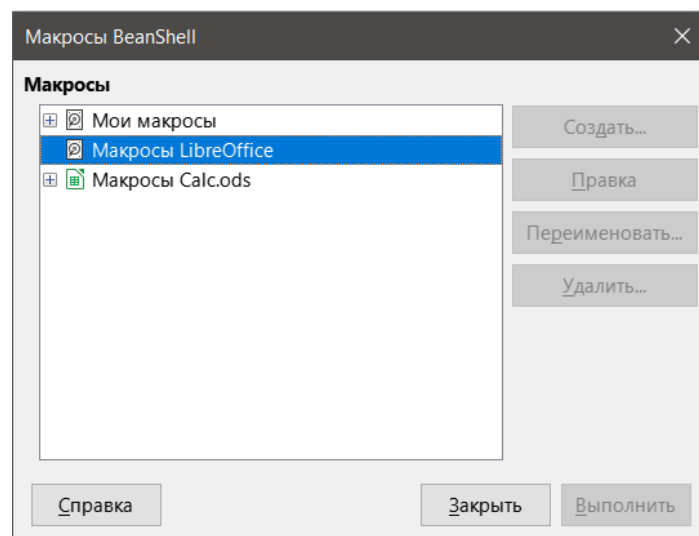 Макросы BeanShell
Макросы
Мои макросы
Макросы LibreOffice
Макросы Calc.ods
Создать...
Правка
Переименовать...
Удалить...
Справка
Закрыть
Выполнить